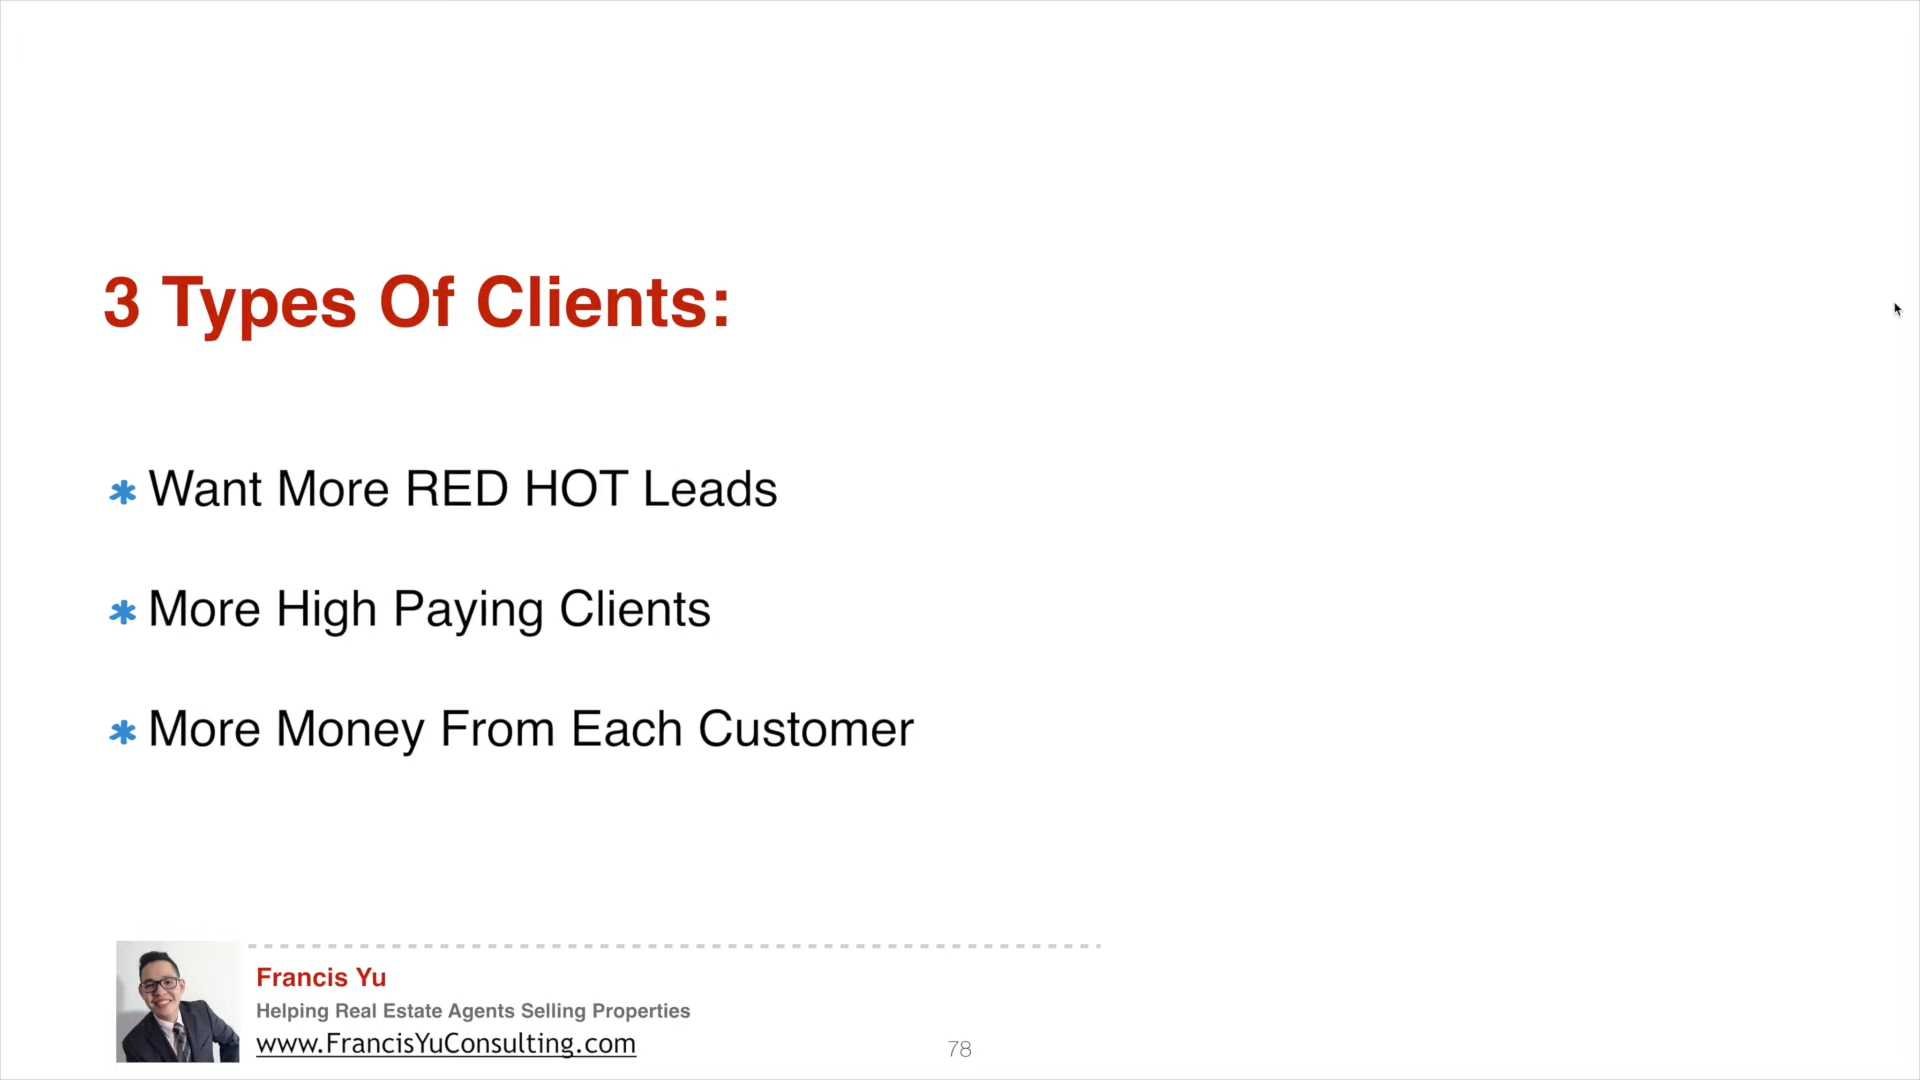 3 Types Of Clients:
* Want More RED HOT Leads
* More High Paying Clients
* More Money From Each Customer
Francis Yu
Helping Real Estate Agents Selling Properties
www.FrancisYuConsulting.com
78